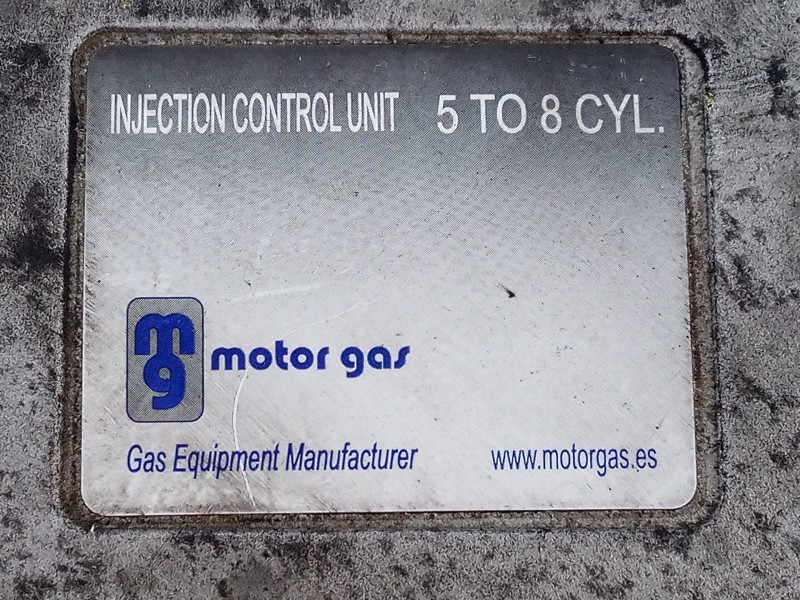 INJECTION CONTROL UNIT 5 TO 8 CYL.
mg motor gas
Gas Equipment Manufacturer www.motorgas.es